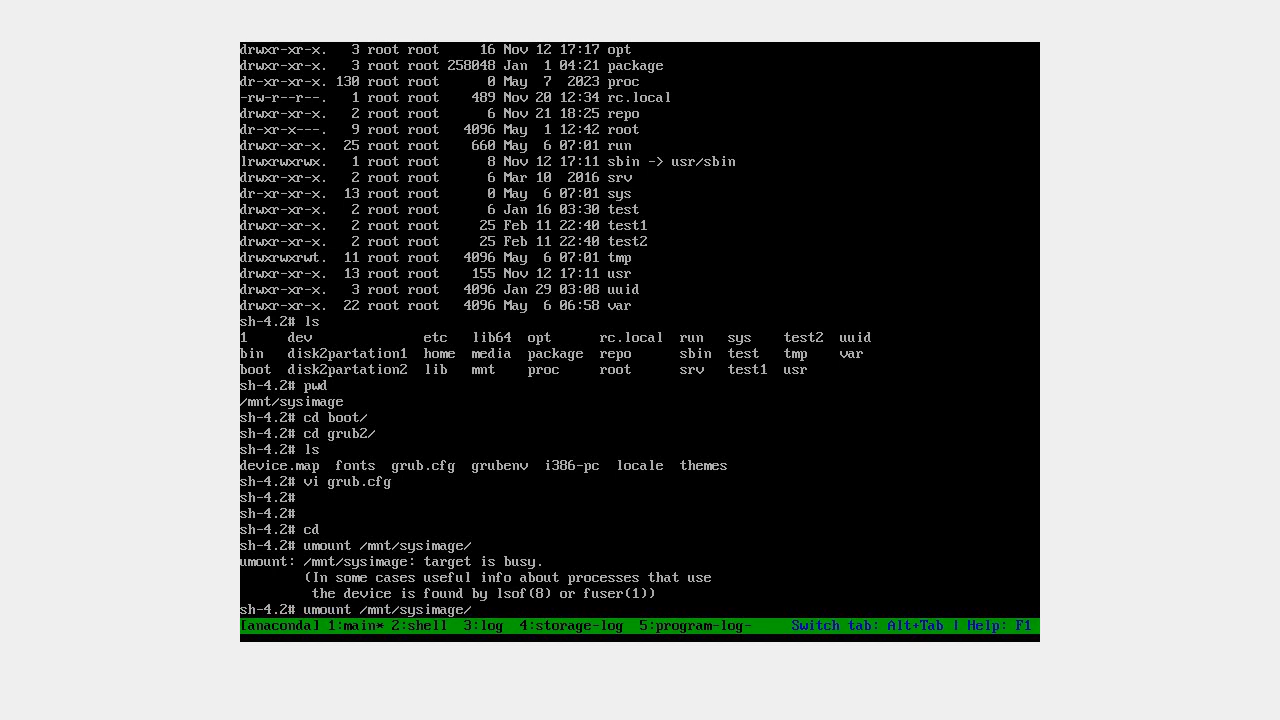 drwxr-xr-x.   3 root root     16 Nov 12 17:17 opt
drwxr-xr-x.   3 root root 258048 Jan  1 04:21 package
dr-xr-xr-x. 130 root root      0 May  7  2023 proc
-rw-r--r--.   1 root root    489 Nov 20 12:34 rc.local
drwxr-xr-x.   2 root root      6 Nov 21 18:25 repo
dr-xr-x---.   9 root root   4096 May  1 12:42 root
drwxr-xr-x.  25 root root    660 May  6 07:01 run
lrwxrwxrwx.   1 root root      8 Nov 12 17:11 sbin -> usr/sbin
drwxr-xr-x.   2 root root      6 Mar 10  2016 srv
dr-xr-xr-x.  13 root root      0 May  6 07:01 sys
drwxr-xr-x.   2 root root      6 Jan 16 03:30 test
drwxr-xr-x.   2 root root     25 Feb 11 22:40 test1
drwxr-xr-x.   2 root root     25 Feb 11 22:40 test2
drwxrwxrwt.  11 root root   4096 May  6 07:01 tmp
drwxr-xr-x.  13 root root    155 Nov 12 17:11 usr
drwxr-xr-x.   3 root root   4096 Jan 29 03:08 uuid
drwxr-xr-x.  22 root root   4096 May  6 06:58 var
sh-4.2# ls
1     dev              etc   lib64  opt      rc.local  run   sys    test2  uuid
bin   disk2partation1  home  media  package  repo      sbin  test   tmp    var
boot  disk2partation2  lib   mnt    proc     root      srv   test1  usr
sh-4.2# pwd
/mnt/sysimage
sh-4.2# cd boot/
sh-4.2# cd grub2/
sh-4.2# ls
device.map  fonts  grub.cfg  grubenv  i386-pc  locale  themes
sh-4.2# vi grub.cfg
sh-4.2#
sh-4.2#
sh-4.2# cd
sh-4.2# umount /mnt/sysimage/
umount: /mnt/sysimage: target is busy.
        (In some cases useful info about processes that use
         the device is found by lsof(8) or fuser(1))
sh-4.2# umount /mnt/sysimage/
[anaconda] 1:main* 2:shell  3:log  4:storage-log  5:program-log-     Switch tab: Alt+Tab | Help: F1